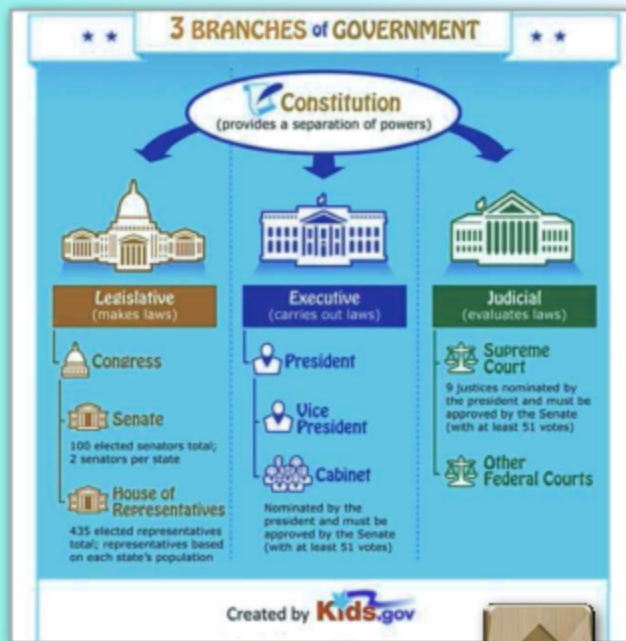 3 BRANCHES of GOVERNMENT
Constitution
(provides a separation of powers)
Legislative
(makes laws)
Congress
Senate
100 elected senators total;
2 senators per state
House of
Representatives
435 elected representatives
total; representatives based
on each state's population
Executive
(carries out laws)
President
Vice
President
Cabinet
Nominated by the
president and must be
approved by the Senate
(with at least 51 votes)
Judicial
(evaluates laws)
Supreme
Court
9 justices nominated by
the president and must be
approved by the Senate
(with at least 51 votes)
Other
Federal Courts
Created by Kids.gov